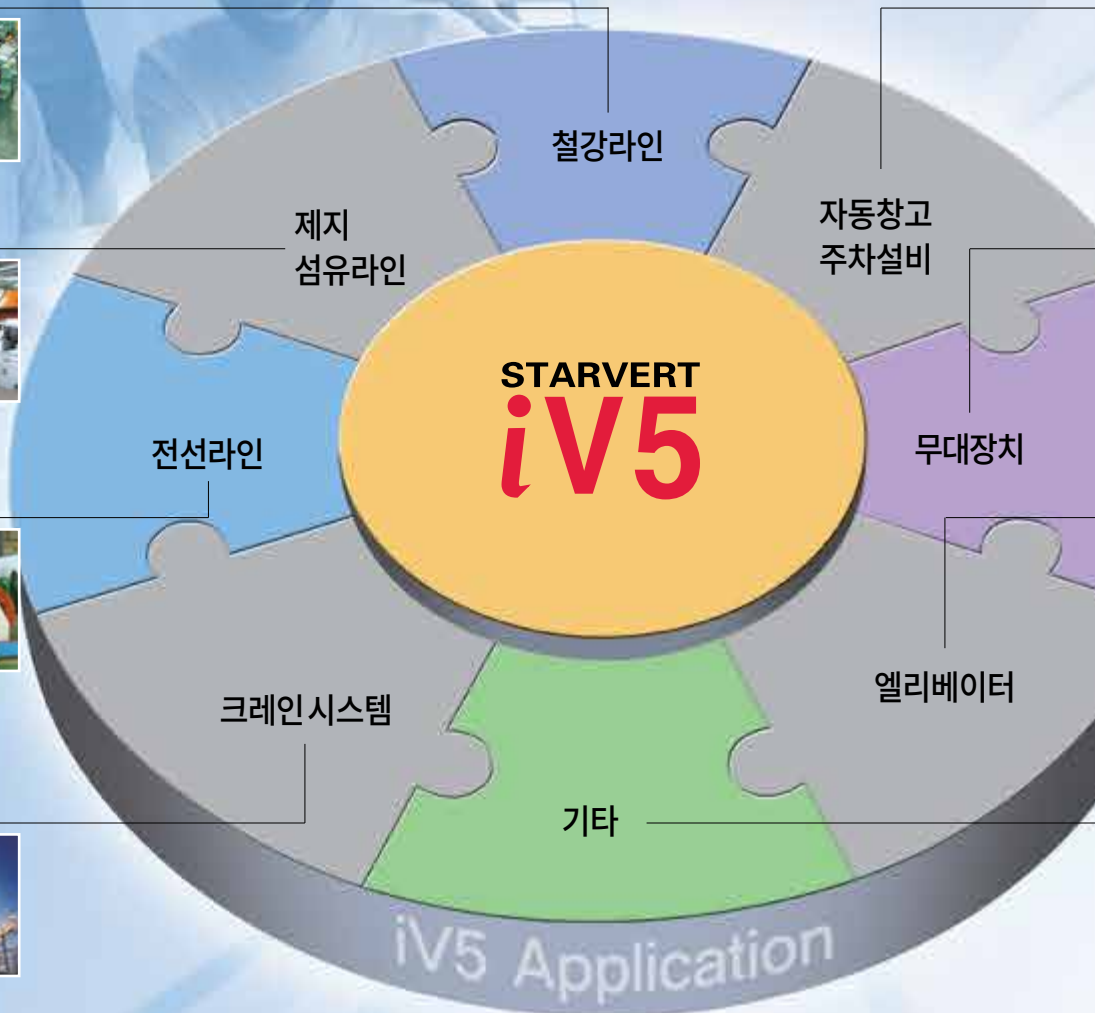 철강라인
자동창고
주차설비
제지
섬유라인
STARVERT
iV5
전선라인
무대장치
크레인 시스템
엘리베이터
기타
iV5 Application